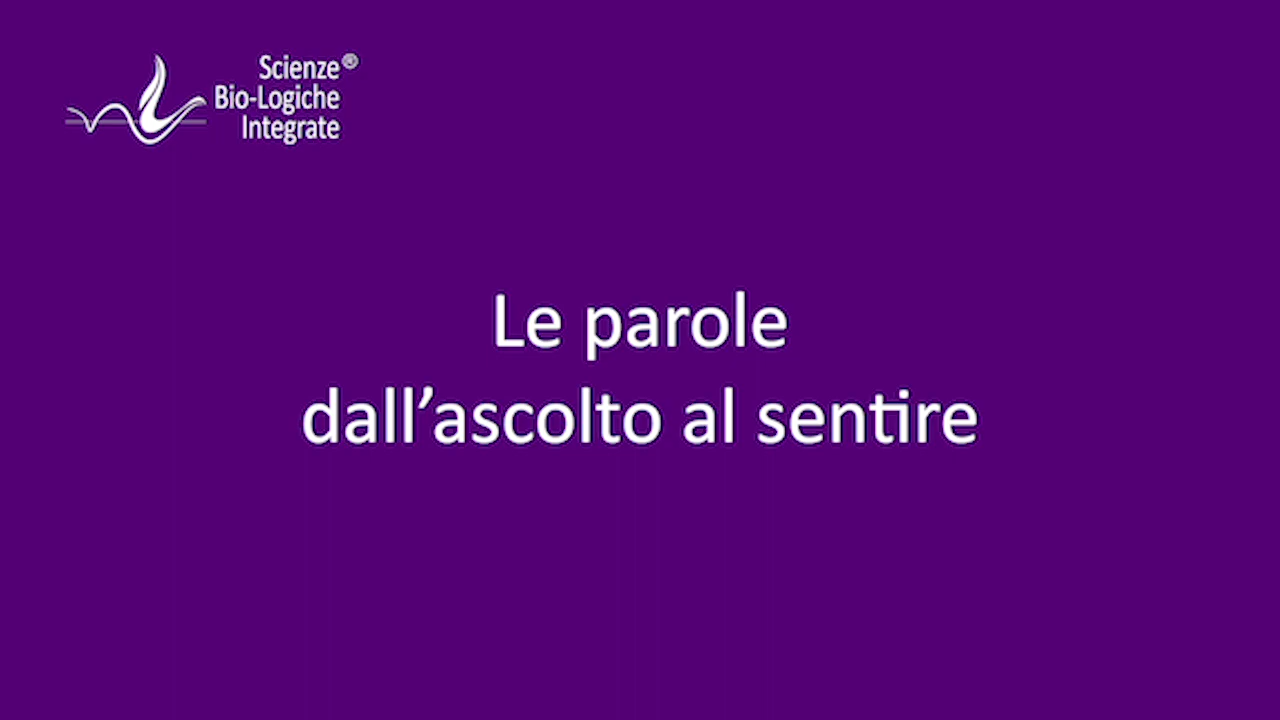 Scienze®
Bio-Logiche
Integrate
Le parole
dall’ascolto al sentire